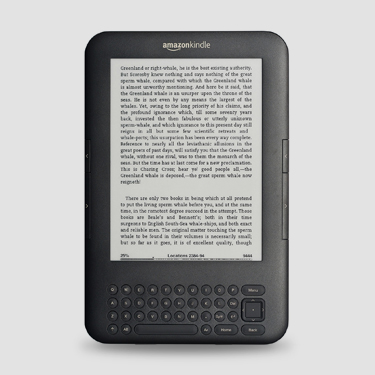 amazonkindle
Greenland or right-whale, he is the best existing authority.
But Scoresby knew nothing and says nothing of the great
sperm whale, compared with which the Greenland whale
is almost unworthy mentioning. And here be it said, that
the Greenland whale is an usurper upon the throne of the
seas. He is not even by any means the largest of the
whales. Yet, owing to the long priority of his claims, and
the profound ignorance which, till some seventy years
back, invested the then fabulous or utterly unknown
sperm-whale, and which ignorance to this present day still
reigns in all but some few scientific retreats and
whale-ports; this usurpation has been every way complete.
Reference to nearly all the leviathanic allusions in the
great poets of past days, will satisfy you that the Greenland
whale, without one rival, was to them the monarch of the
seas. But the time has at last come for a new proclamation.
This is Charing Cross; hear ye! good people all,—the
Greenland whale is deposed,—the great sperm whale now
reigneth!
There are only two books in being which at all pretend
to put the living sperm whale before you, and at the same
time, in the remotest degree succeed in the attempt. Those
books are Beale's and Bennett's; both in their time
surgeons to English South-Sea whale-ships, and both exact
and reliable men. The original matter touching the sperm
whale to be found in their volumes is necessarily small,
but so far as it goes, it is of excellent quality, though
25% Locations
Menu
Home Back